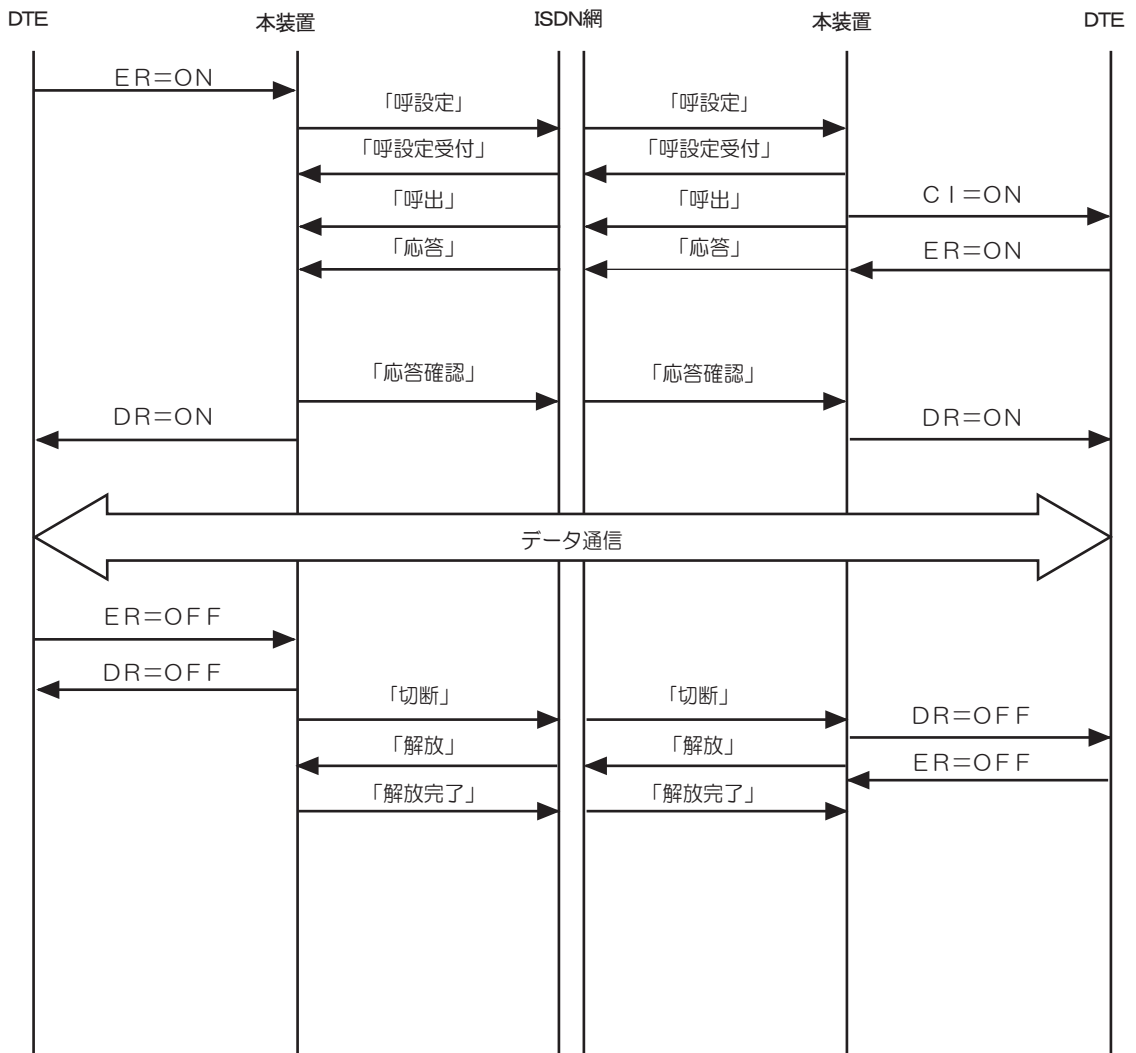 DTE
本装置
ISDN網
本装置
DTE
ER=ON
「呼設定」
「呼設定」
「呼設定受付」
「呼設定受付」
「呼出」
「呼出」
CI=ON
「応答」
「応答」
ER=ON
「応答確認」
「応答確認」
DR=ON
DR=ON
データ通信
ER=OFF
DR=OFF
「切断」
「切断」
DR=OFF
「解放」
「解放」
ER=OFF
「解放完了」
「解放完了」